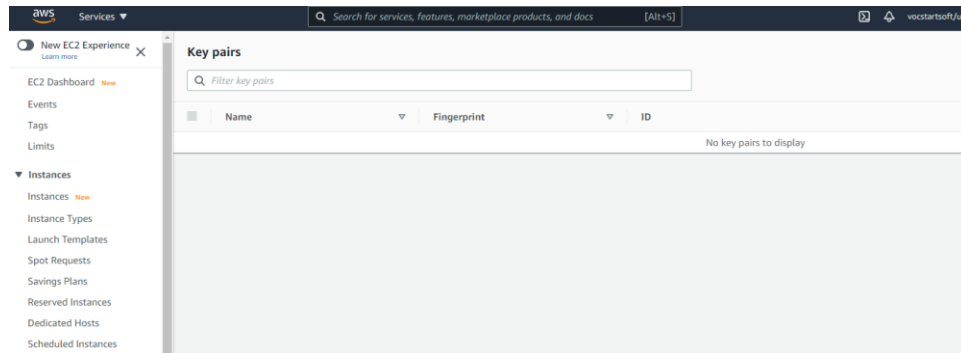 aws Services ▼ Search for services, features, marketplace products, and docs [Alt+S] vocstartsoft/u
New EC2 Experience
Learn more
EC2 Dashboard New
Events
Tags
Limits
Instances
Instances New
Instance Types
Launch Templates
Spot Requests
Savings Plans
Reserved Instances
Dedicated Hosts
Scheduled Instances
Key pairs
Filter key pairs
Name Fingerprint ID
No key pairs to display